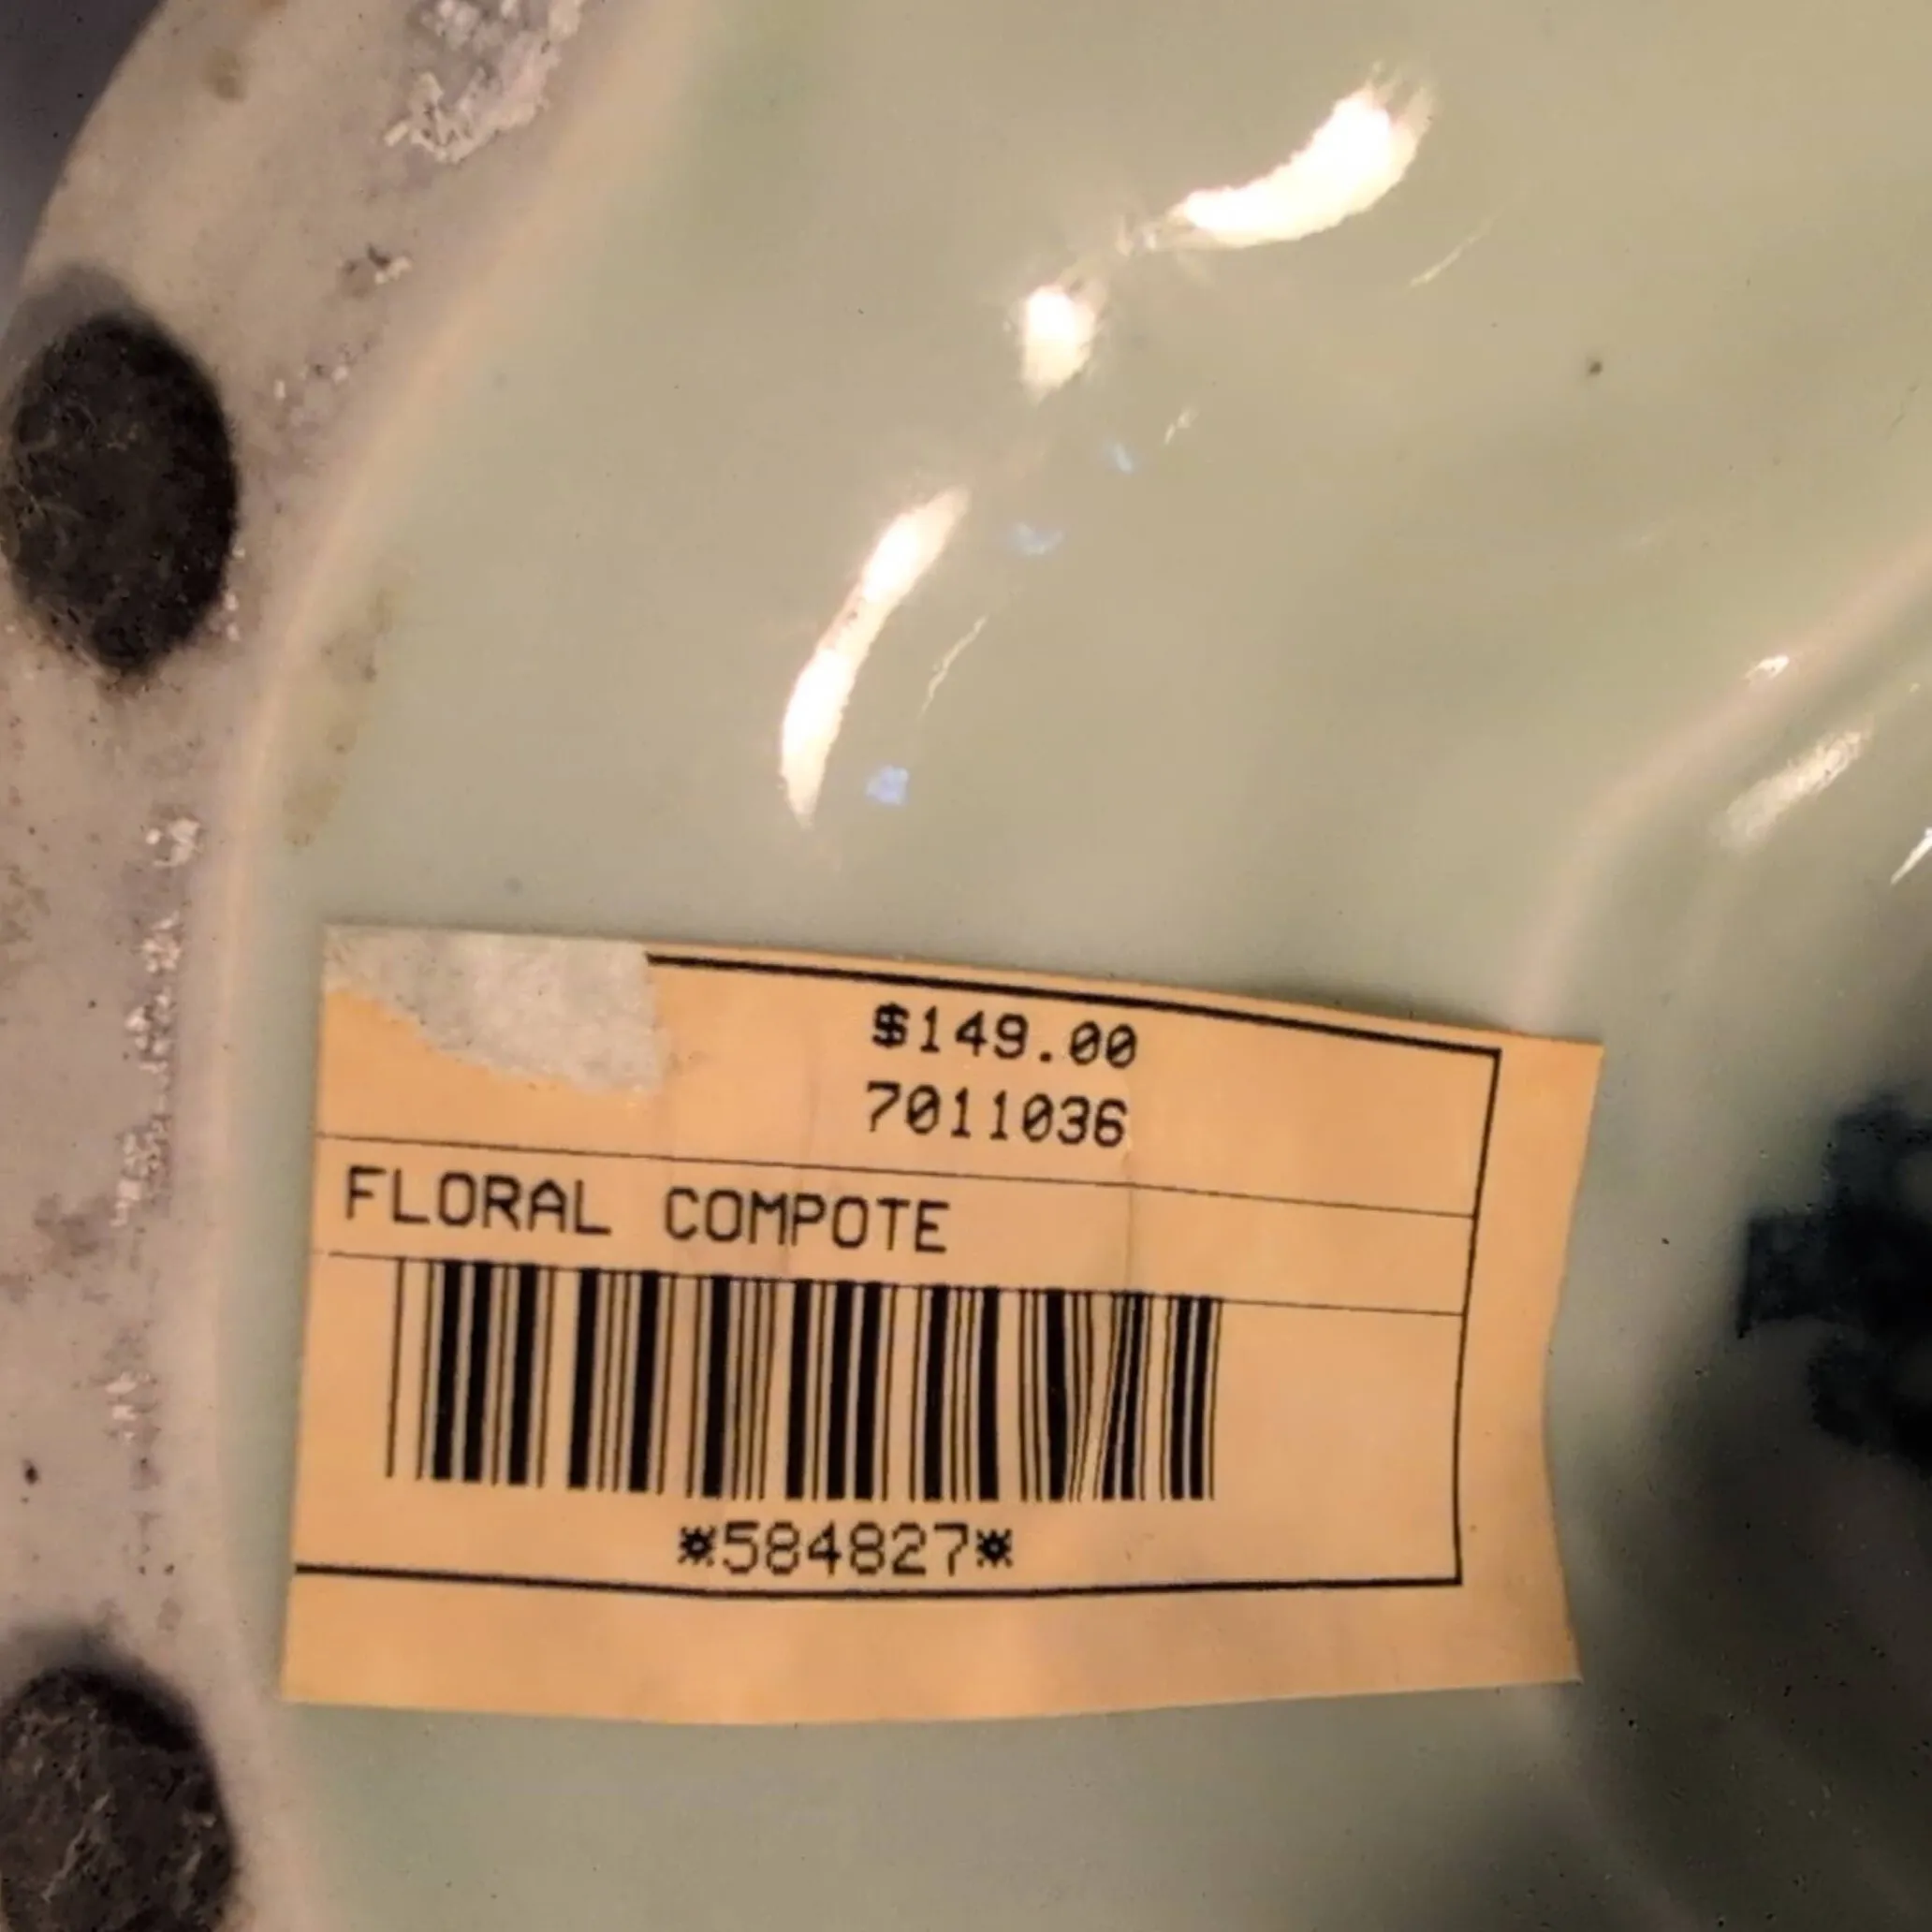 $149.00
7011036
FLORAL COMPOTE
*584827*